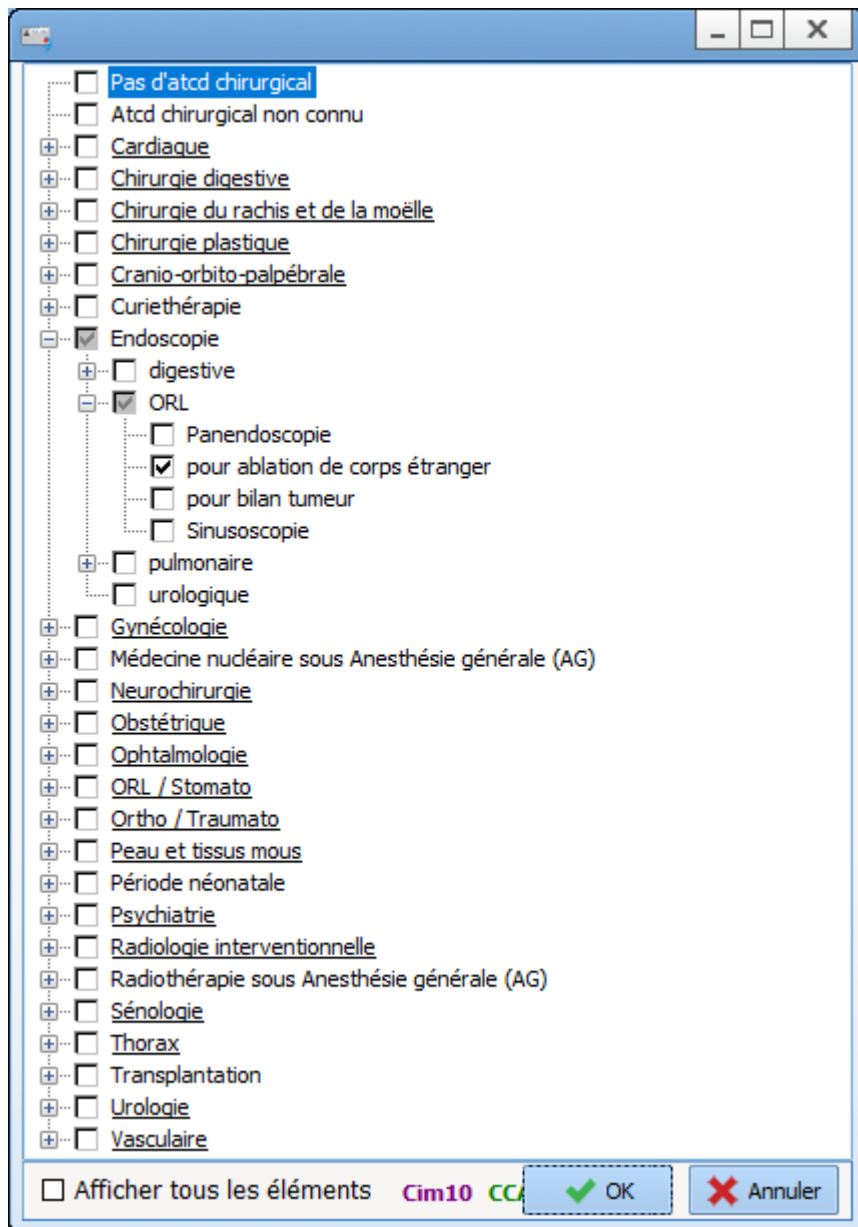 Pas d'atcd chirurgical
Atcd chirurgical non connu
Cardiaque
Chirurgie digestive
Chirurgie du rachis et de la moëlle
Chirurgie plastique
Cranio-orbito-palpébrale
Curiethérapie
Endoscopie
digestive
ORL
Panendoscopie
pour ablation de corps étranger
pour bilan tumeur
Sinusoscopie
pulmonaire
urologique
Gynécologie
Médecine nucléaire sous Anesthésie générale (AG)
Neurochirurgie
Obstétrique
Ophtalmologie
ORL / Stomato
Ortho / Traumato
Peau et tissus mous
Période néonatale
Psychiatrie
Radiologie interventionnelle
Radiothérapie sous Anesthésie générale (AG)
Sénologie
Thorax
Transplantation
Urologie
Vasculaire
Afficher tous les éléments Cim10 OK Annuler